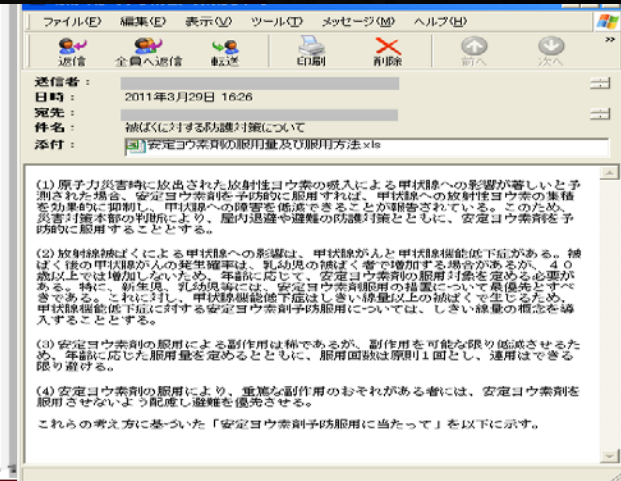 ファイル(F) 編集(E) 表示(V) ツール(T) メッセージ(M) ヘルプ(H)
返信 全員へ返信 転送 印刷 削除 前へ 次へ
送信者：
日時： 2011年3月29日 16:26
宛先：
件名： 被ばくに対する防護対策について
添付： 安定ヨウ素剤の服用量及び服用方法.xls
(1) 原子力災害時に放出された放射性ヨウ素の吸入による甲状腺への影響が著しいと予
測された場合、安定ヨウ素剤を予防的に服用すれば、甲状腺への放射性ヨウ素の集積
を効果的に抑制し、甲状腺への障害を低減できることが報告されている。このため、
災害対策本部の判断により、屋内退避や避難の防護対策とともに、安定ヨウ素剤を予
防的に服用することとする。
(2) 放射線被ばくによる甲状腺への影響は、甲状腺がんと甲状腺機能低下症がある。被
ばく後の甲状腺がんの発生確率は、乳幼児の被ばく者で増加する場合があるが、４０
歳以上では増加しないため、年齢に応じて、安定ヨウ素剤の服用対象を定める必要が
ある。特に、新生児、乳幼児等には、安定ヨウ素剤服用の措置について最優先とすべ
きである。これに対し、甲状腺機能低下症はしきい線量以上の被ばくで生じるため、
甲状腺機能低下症に対する安定ヨウ素剤予防服用については、しきい線量の概念を導
入することとする。
(3) 安定ヨウ素剤の服用による副作用は稀であるが、副作用を可能な限り低減させるた
め、年齢に応じた服用量を定めるとともに、服用回数は原則１回とし、連用はできる
限り避ける。
(4) 安定ヨウ素剤の服用により、重篤な副作用のおそれがある者には、安定ヨウ素剤を
服用させないよう配慮し避難を優先させる。
これらの考え方に基づいた「安定ヨウ素剤予防服用に当たって」を以下に示す。